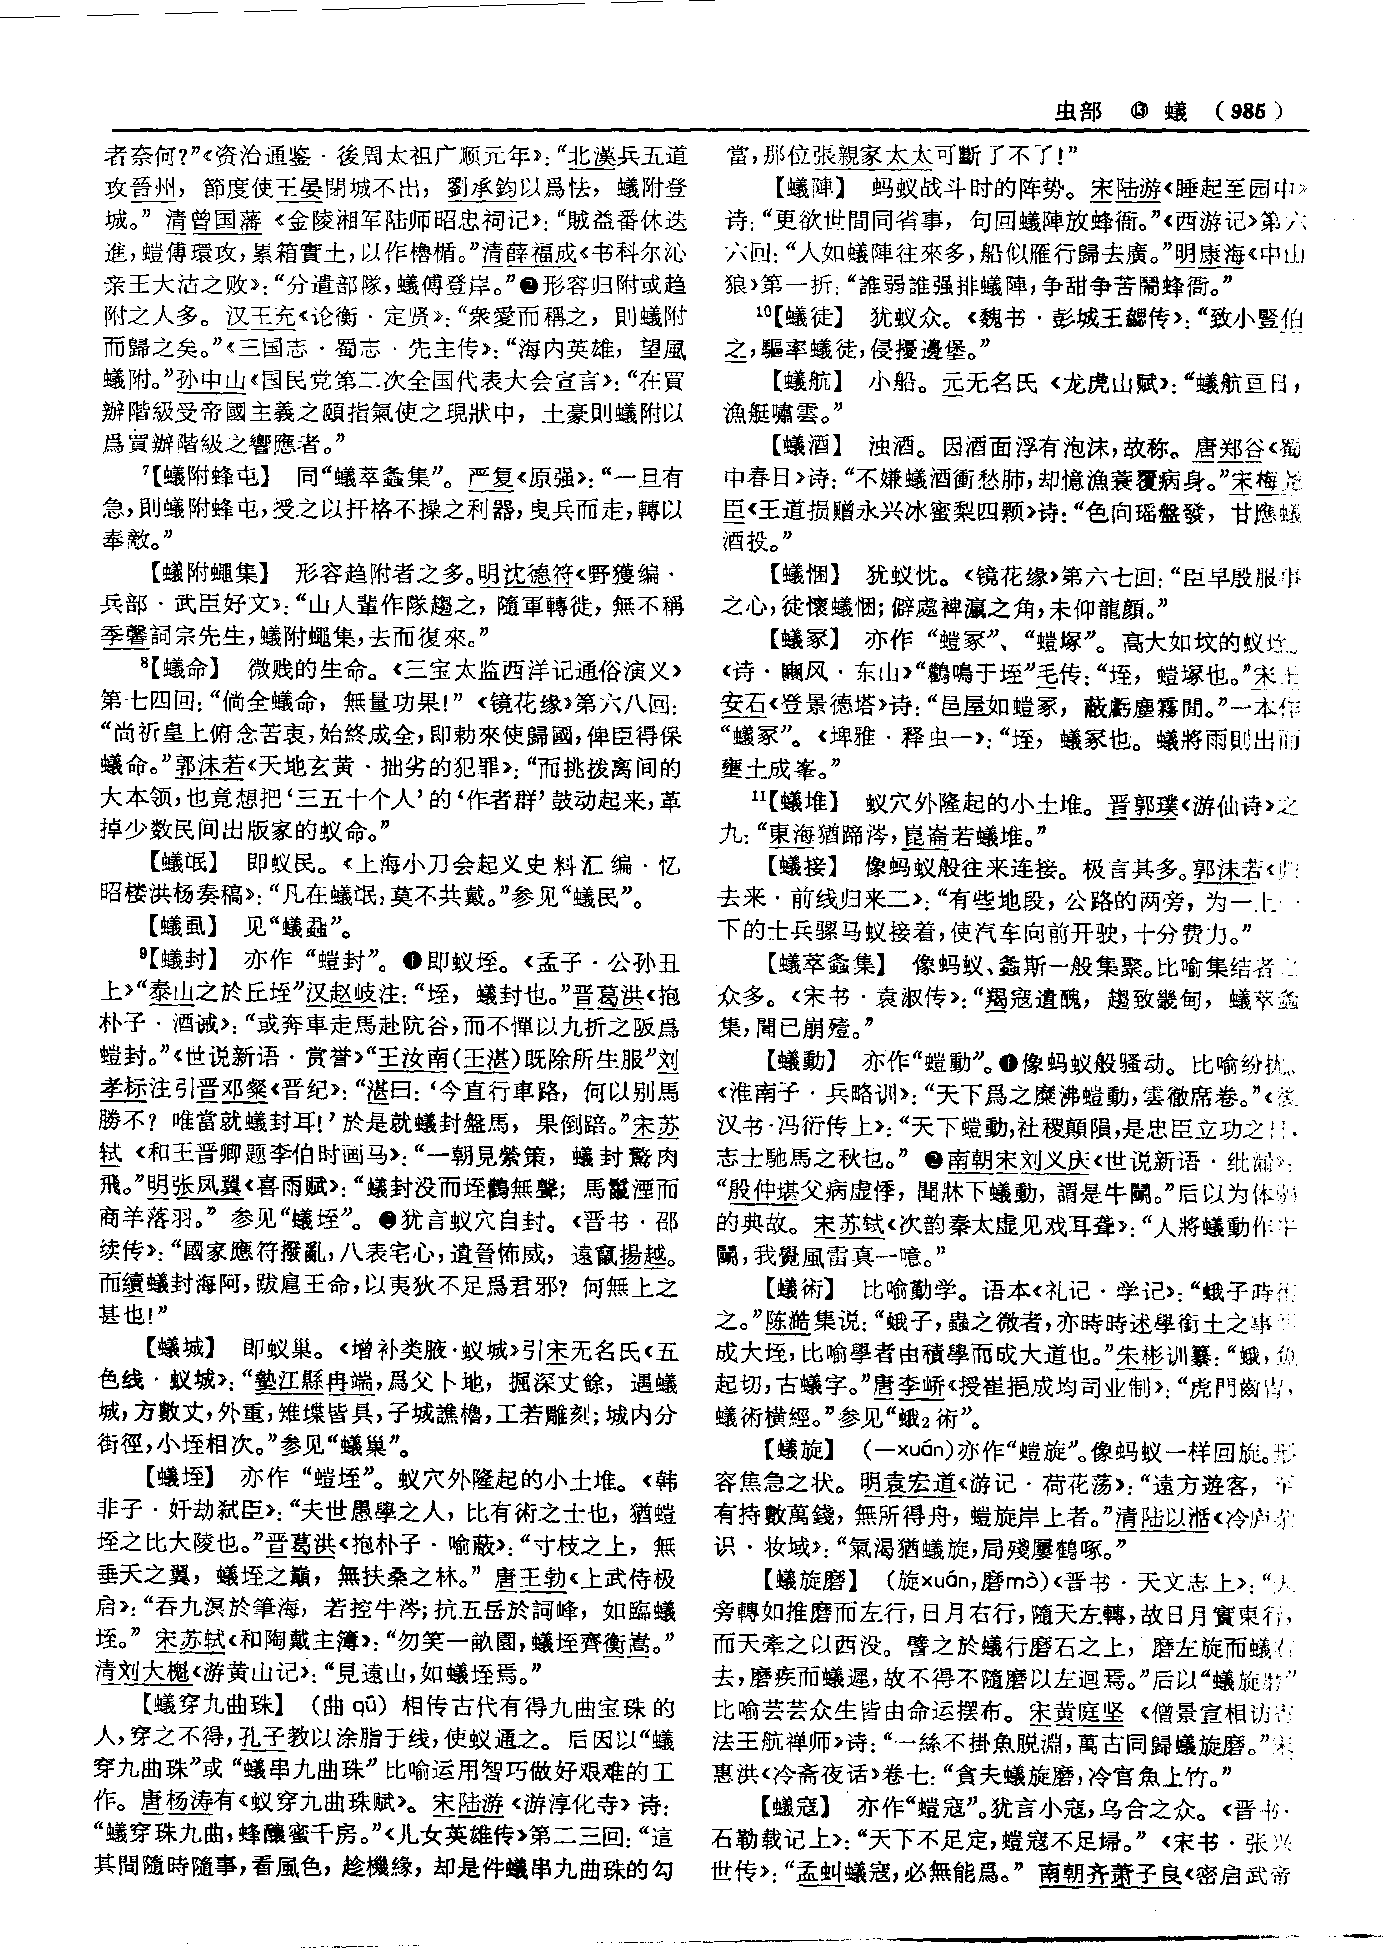 虫部 ⑬ 蟻 (985)
者奈何?”《资治通鉴·後周太祖广顺元年》:“北漢兵五道
攻晉州，節度使王晏閉城不出，劉承鈞以爲怯，蟻附登
城。”清曾国藩《金陵湘军陆师昭忠祠记》:“賊益番休迭
進,螘傅環攻,累箱實土,以作櫓楯。”清薛福成《书科尔沁
亲王大沽之败》:“分遣部隊,蟻傅登岸。”❷形容归附或趋
附之人多。汉王充《论衡·定贤》:“衆愛而稱之，則蟻附
而歸之矣。”《三国志·蜀志·先主传》:“海内英雄，望風
蟻附。”孙中山《国民党第二次全国代表大会宣言》:“在買
辦階級受帝國主義之頤指氣使之現狀中，土豪則蟻附以
爲買辦階級之響應者。”
⁷【蟻附蜂屯】 同“蟻萃螽集”。严复《原强》:“一旦有
急,則蟻附蜂屯,授之以扞格不操之利器,曳兵而走,轉以
奉敵。”
【蟻附蠅集】 形容趋附者之多。明沈德符《野獲编·
兵部·武臣好文》:“山人輩作隊趨之，隨軍轉徙，無不稱
季馨詞宗先生,蟻附蠅集,去而復來。”
⁸【蟻命】 微贱的生命。《三宝太监西洋记通俗演义》
第七四回:“倘全蟻命，無量功果!”《镜花缘》第六八回:
“尚祈皇上俯念苦衷,始終成全,即勅來使歸國,俾臣得保
蟻命。”郭沫若《天地玄黄·拙劣的犯罪》:“而挑拨离间的
大本领,也竟想把‘三五十个人’的‘作者群’鼓动起来,革
掉少数民间出版家的蚁命。”
【蟻氓】 即蚁民。《上海小刀会起义史料汇编·忆
昭楼洪杨奏稿》:“凡在蟻氓,莫不共戴。”参见“蟻民”。
【蟻虱】 见“蟻蝨”。
⁹【蟻封】 亦作“螘封”。❶即蚁垤。《孟子·公孙丑
上》“泰山之於丘垤”汉赵岐注:“垤，蟻封也。”晋葛洪《抱
朴子·酒诫》:“或奔車走馬赴阬谷,而不憚以九折之阪爲
螘封。”《世说新语·赏誉》“王汝南(王湛)既除所生服”刘
孝标注引晋邓粲《晋纪》:“湛曰:‘今直行車路，何以别馬
勝不？唯當就蟻封耳!’於是就蟻封盤馬，果倒踣。”宋苏
轼《和王晋卿题李伯时画马》:“一朝見縈策，蟻封驚肉
飛。”明张凤翼《喜雨赋》:“蟻封没而垤鸛無聲；馬鬣湮而
商羊落羽。”参见“蟻垤”。❷犹言蚁穴自封。《晋书·邵
续传》:“國家應符撥亂,八表宅心,遺晉怖威，遠竄揚越。
而續蟻封海阿,跋扈王命,以夷狄不足爲君邪？何無上之
甚也!”
【蟻城】 即蚁巢。《增补类腋·蚁城》引宋无名氏《五
色线·蚁城》:“墊江縣冉端,爲父卜地，掘深丈餘，遇蟻
城,方數丈,外重,雉堞皆具,子城譙櫓,工若雕刻；城内分
街徑,小垤相次。”参见“蟻巢”。
【蟻垤】 亦作“螘垤”。蚁穴外隆起的小土堆。《韩
非子·奸劫弑臣》:“夫世愚學之人，比有術之士也，猶螘
垤之比大陵也。”晋葛洪《抱朴子·喻蔽》:“寸枝之上，無
垂天之翼，蟻垤之巔，無扶桑之林。”唐王勃《上武侍极
启》:“吞九溟於筆海，若控牛涔;抗五岳於詞峰，如臨蟻
垤。”宋苏轼《和陶戴主簿》:“勿笑一畝園,蟻垤齊衡嵩。”
清刘大櫆《游黄山记》:“見遠山,如蟻垤焉。”
【蟻穿九曲珠】 (曲qū) 相传古代有得九曲宝珠的
人,穿之不得,孔子教以涂脂于线,使蚁通之。后因以“蟻
穿九曲珠”或“蟻串九曲珠”比喻运用智巧做好艰难的工
作。唐杨涛有《蚁穿九曲珠赋》。宋陆游《游淳化寺》诗:
“蟻穿珠九曲,蜂釀蜜千房。”《儿女英雄传》第二三回:“這
其間隨時隨事,看風色，趁機緣，却是件蟻串九曲珠的勾
當,那位張親家太太可斷了不了!”
【蟻陣】 蚂蚁战斗时的阵势。宋陆游《睡起至园中》
诗:“更欲世間同省事，句回蟻陣放蜂衙。”《西游记》第六
六回:“人如蟻陣往來多,船似雁行歸去廣。”明康海《中山
狼》第一折:“誰弱誰强排蟻陣,争甜争苦鬧蜂衙。”
¹⁰【蟻徒】 犹蚁众。《魏书·彭城王勰传》:“致小豎伯
之,驅率蟻徒,侵擾邊堡。”
【蟻航】 小船。元无名氏《龙虎山赋》:“蟻航亘日，
漁艇嘯雲。”
【蟻酒】 浊酒。因酒面浮有泡沫,故称。唐郑谷《蜀
中春日》诗:“不嫌蟻酒衝愁肺,却憶漁蓑覆病身。”宋梅尧
臣《王道损赠永兴冰蜜梨四颗》诗:“色向瑶盤發，甘應蟻
酒投。”
【蟻悃】 犹蚁忱。《镜花缘》第六七回:“臣早殷服事
之心,徒懷蟻悃；僻處裨瀛之角,未仰龍顔。”
【蟻冢】 亦作“螘冢”、“螘塚”。高大如坟的蚁垤。
《诗·豳风·东山》“鸛鳴于垤”毛传:“垤，螘塚也。”宋王
安石《登景德塔》诗:“邑屋如螘冢，蔽虧塵霧間。”一本作
“蟻冢”。《埤雅·释虫一》:“垤，蟻冢也。蟻將雨則出而
壅土成峯。”
¹¹【蟻堆】 蚁穴外隆起的小土堆。晋郭璞《游仙诗》之
九:“東海猶蹄涔,崑崙若蟻堆。”
【蟻接】 像蚂蚁般往来连接。极言其多。郭沫若《归
去来·前线归来二》:“有些地段，公路的两旁，为一上一
下的士兵骡马蚁接着,使汽车向前开驶,十分费力。”
【蟻萃螽集】 像蚂蚁、螽斯一般集聚。比喻集结者之
众多。《宋书·袁淑传》:“羯寇遺醜，趨致畿甸，蟻萃螽
集,聞已崩殪。”
【蟻動】 亦作“螘動”。❶像蚂蚁般骚动。比喻纷扰。
《淮南子·兵略训》:“天下爲之糜沸螘動,雲徹席卷。”《後
汉书·冯衍传上》:“天下螘動,社稷顛隕,是忠臣立功之日,
志士馳馬之秋也。”❷南朝宋刘义庆《世说新语·纰漏》:
“殷仲堪父病虚悸，聞牀下蟻動，謂是牛鬭。”后以为体弱
的典故。宋苏轼《次韵秦太虚见戏耳聋》:“人將蟻動作牛
鬭,我覺風雷真一噫。”
【蟻術】 比喻勤学。语本《礼记·学记》:“蛾子時術
之。”陈澔集说:“蛾子,蟲之微者,亦時時述學銜土之事而
成大垤,比喻學者由積學而成大道也。”朱彬训纂:“蛾,魚
起切,古蟻字。”唐李峤《授崔挹成均司业制》:“虎門齒胄，
蟻術横經。”参见“蛾₂術”。
【蟻旋】 (—xuán)亦作“螘旋”。像蚂蚁一样回旋。形
容焦急之状。明袁宏道《游记·荷花荡》:“遠方遊客，至
有持數萬錢，無所得舟，螘旋岸上者。”清陆以湉《冷庐杂
识·妆域》:“氣渴猶蟻旋,局殘屢鶴啄。”
【蟻旋磨】 (旋xuán,磨mò)《晋书·天文志上》:“天
旁轉如推磨而左行,日月右行,隨天左轉,故日月實東行，
而天牽之以西没。譬之於蟻行磨石之上，磨左旋而蟻右
去,磨疾而蟻遲,故不得不隨磨以左迴焉。”后以“蟻旋磨”
比喻芸芸众生皆由命运摆布。宋黄庭坚《僧景宣相访寄
法王航禅师》诗:“一絲不掛魚脱淵,萬古同歸蟻旋磨。”宋
惠洪《冷斋夜话》卷七:“貪夫蟻旋磨,冷官魚上竹。”
【蟻寇】 亦作“螘寇”。犹言小寇,乌合之众。《晋书·
石勒载记上》:“天下不足定,螘寇不足埽。”《宋书·张兴
世传》:“孟虯蟻寇,必無能爲。”南朝齐萧子良《密启武帝